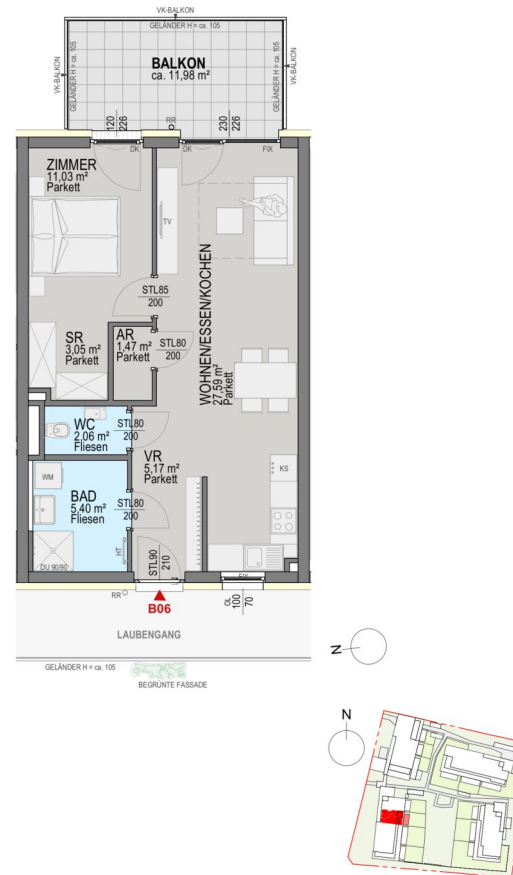 VK-BALKON
GELÄNDER H = ca. 105
VK-BALKON
GELÄNDER H = ca. 105
BALKON
ca. 11,98 m²
GELÄNDER H = ca. 105
VK-BALKON
120
226
RR
230
226
DK
DK
FIX
ZIMMER
11,03 m²
Parkett
TV
WOHNEN/ESSEN/KOCHEN
27,59 m²
Parkett
STL85
200
SR
3,05 m²
Parkett
AR
1,47 m²
Parkett
STL80
200
WC
2,06 m²
Fliesen
STL80
200
VR
5,17 m²
Parkett
KS
WM
BAD
5,40 m²
Fliesen
STL80
200
HT
DU 90/90
STL90
210
FIX
RR
B06
OL
100
70
LAUBENGANG
GELÄNDER H = ca. 105
BEGRÜNTE FASSADE
N
N